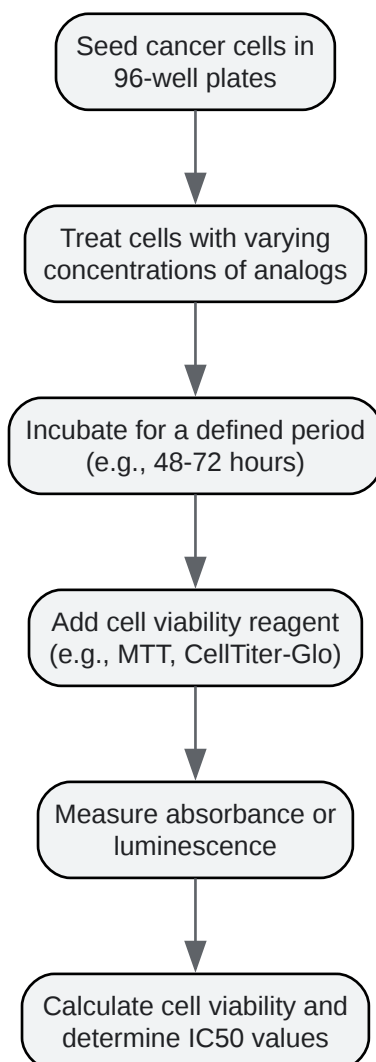 Seed cancer cells in
96-well plates
Treat cells with varying
concentrations of analogs
Incubate for a defined period
(e.g., 48-72 hours)
Add cell viability reagent
(e.g., MTT, CellTiter-Glo)
Measure absorbance or
luminescence
Calculate cell viability and
determine IC50 values